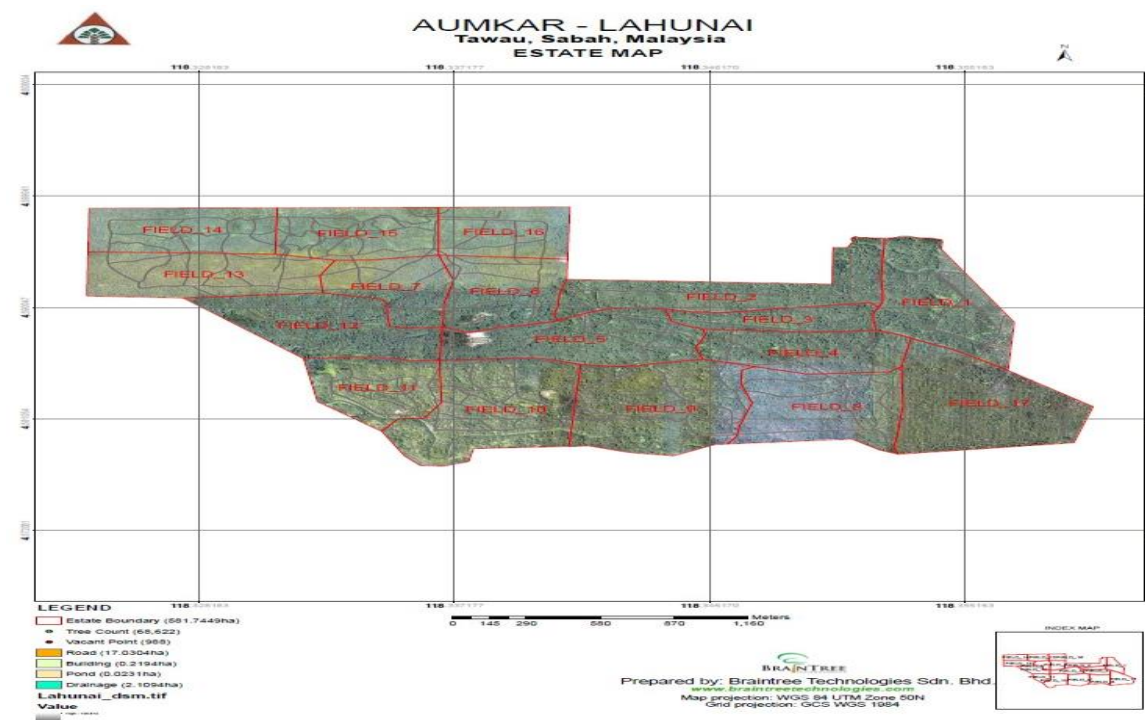 AUMKAR - LAHUNAI
Tawau, Sabah, Malaysia
ESTATE MAP
N
FIELD_14
FIELD_15
FIELD_16
FIELD_13
FIELD_7
FIELD_2
FIELD_1
FIELD_3
FIELD_12
FIELD_5
FIELD_4
FIELD_11
FIELD_10
FIELD_9
FIELD_8
FIELD_17
LEGEND
Estate Boundary (581.7449ha)
Tree Count (68,622)
Vacant Point (988)
Road (17.0304ha)
Building (0.2194ha)
Pond (0.0231ha)
Drainage (2.1094ha)
Lahunai_dsm.tif
Value
Meters
0 145 290 580 870 1,160
INDEX MAP
BRAINTREE
Prepared by: Braintree Technologies Sdn. Bhd.
www.braintreetechnologies.com
Map projection: WGS 84 UTM Zone 50N
Grid projection: GCS WGS 1984